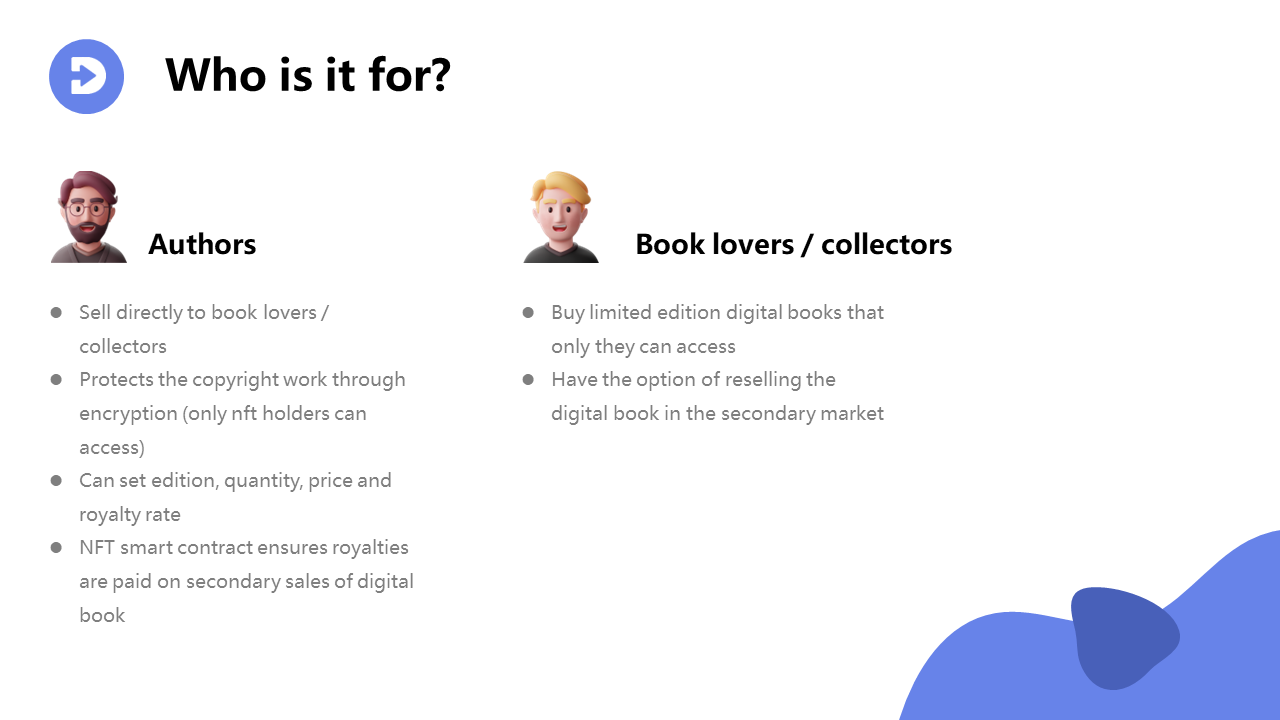 Who is it for?
Authors
Sell directly to book lovers /
collectors
Protects the copyright work through
encryption (only nft holders can
access)
Can set edition, quantity, price and
royalty rate
NFT smart contract ensures royalties
are paid on secondary sales of digital
book
Book lovers / collectors
Buy limited edition digital books that
only they can access
Have the option of reselling the
digital book in the secondary market